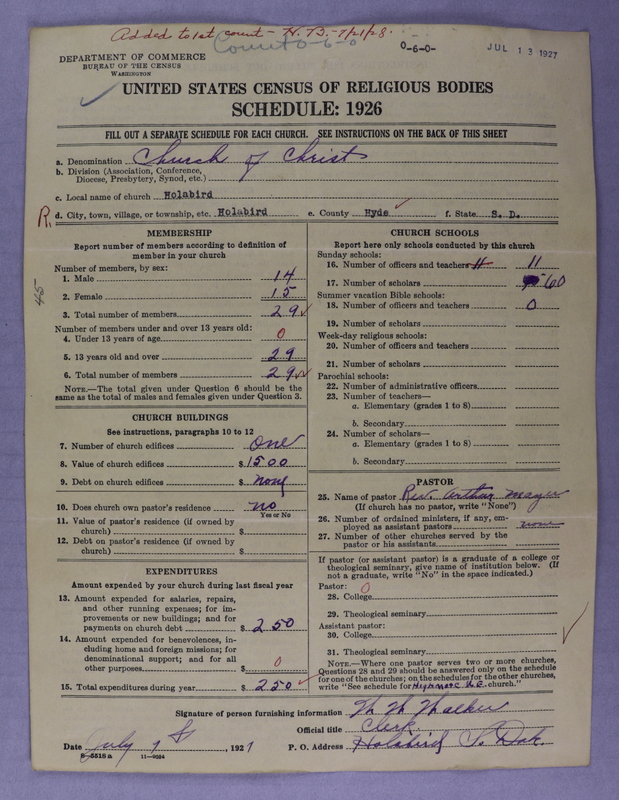 Added to 1st count - H.T.B. - 7/21/28.
Count 0-6-0
0-6-0-
JUL 13 1927
DEPARTMENT OF COMMERCE
BUREAU OF THE CENSUS
WASHINGTON
UNITED STATES CENSUS OF RELIGIOUS BODIES
SCHEDULE: 1926
FILL OUT A SEPARATE SCHEDULE FOR EACH CHURCH. SEE INSTRUCTIONS ON THE BACK OF THIS SHEET
a. Denomination Church of Christ
b. Division (Association, Conference,
Diocese, Presbytery, Synod, etc.)
c. Local name of church Holabird
R. d. City, town, village, or township, etc. Holabird e. County Hyde f. State S. D.
MEMBERSHIP
Report number of members according to definition of
member in your church
Number of members, by sex:
1. Male 14
2. Female 15
45
3. Total number of members 29
Number of members under and over 13 years old:
4. Under 13 years of age 0
5. 13 years old and over 29
6. Total number of members 29
NOTE.—The total given under Question 6 should be
same as the total of males and females given under Question 3.
CHURCH BUILDINGS
See instructions, paragraphs 10 to 12
7. Number of church edifices one
8. Value of church edifices $ 1500
9. Debt on church edifices $ none
10. Does church own pastor's residence no
Yes or No
11. Value of pastor's residence (if owned by
church) $
12. Debt on pastor's residence (if owned by
church) $
EXPENDITURES
Amount expended by your church during last fiscal year
13. Amount expended for salaries, repairs,
and other running expenses; for im-
provements or new buildings; and for
payments on church debt $ 250
14. Amount expended for benevolences, in-
cluding home and foreign missions; for
denominational support; and for all
other purposes $ 0
15. Total expenditures during year $ 250
CHURCH SCHOOLS
Report here only schools conducted by this church
Sunday schools:
16. Number of officers and teachers 11 11
17. Number of scholars 60
Summer vacation Bible schools:
18. Number of officers and teachers 0
19. Number of scholars
Week-day religious schools:
20. Number of officers and teachers
21. Number of scholars
Parochial schools:
22. Number of administrative officers
23. Number of teachers—
a. Elementary (grades 1 to 8)
b. Secondary
24. Number of scholars—
a. Elementary (grades 1 to 8)
b. Secondary
PASTOR
25. Name of pastor Rev. Arthur Mayer
(If church has no pastor, write "None")
26. Number of ordained ministers, if any, em-
ployed as assistant pastors none
27. Number of other churches served by the
pastor or his assistants
If pastor (or assistant pastor) is a graduate of a college or
theological seminary, give name of institution below. (If
not a graduate, write "No" in the space indicated.)
Pastor: 0
28. College
29. Theological seminary
Assistant pastor:
30. College
31. Theological seminary
NOTE.—Where one pastor serves two or more churches,
Questions 28 and 29 should be answered only on the schedule
for one of the churches; on the schedules for the other churches,
write "See schedule for Highmore M.E. church."
Signature of person furnishing information
Official title Clerk
Date July 9, 1927 P. O. Address Holabird So Dak.
8-5518 a 11-9034